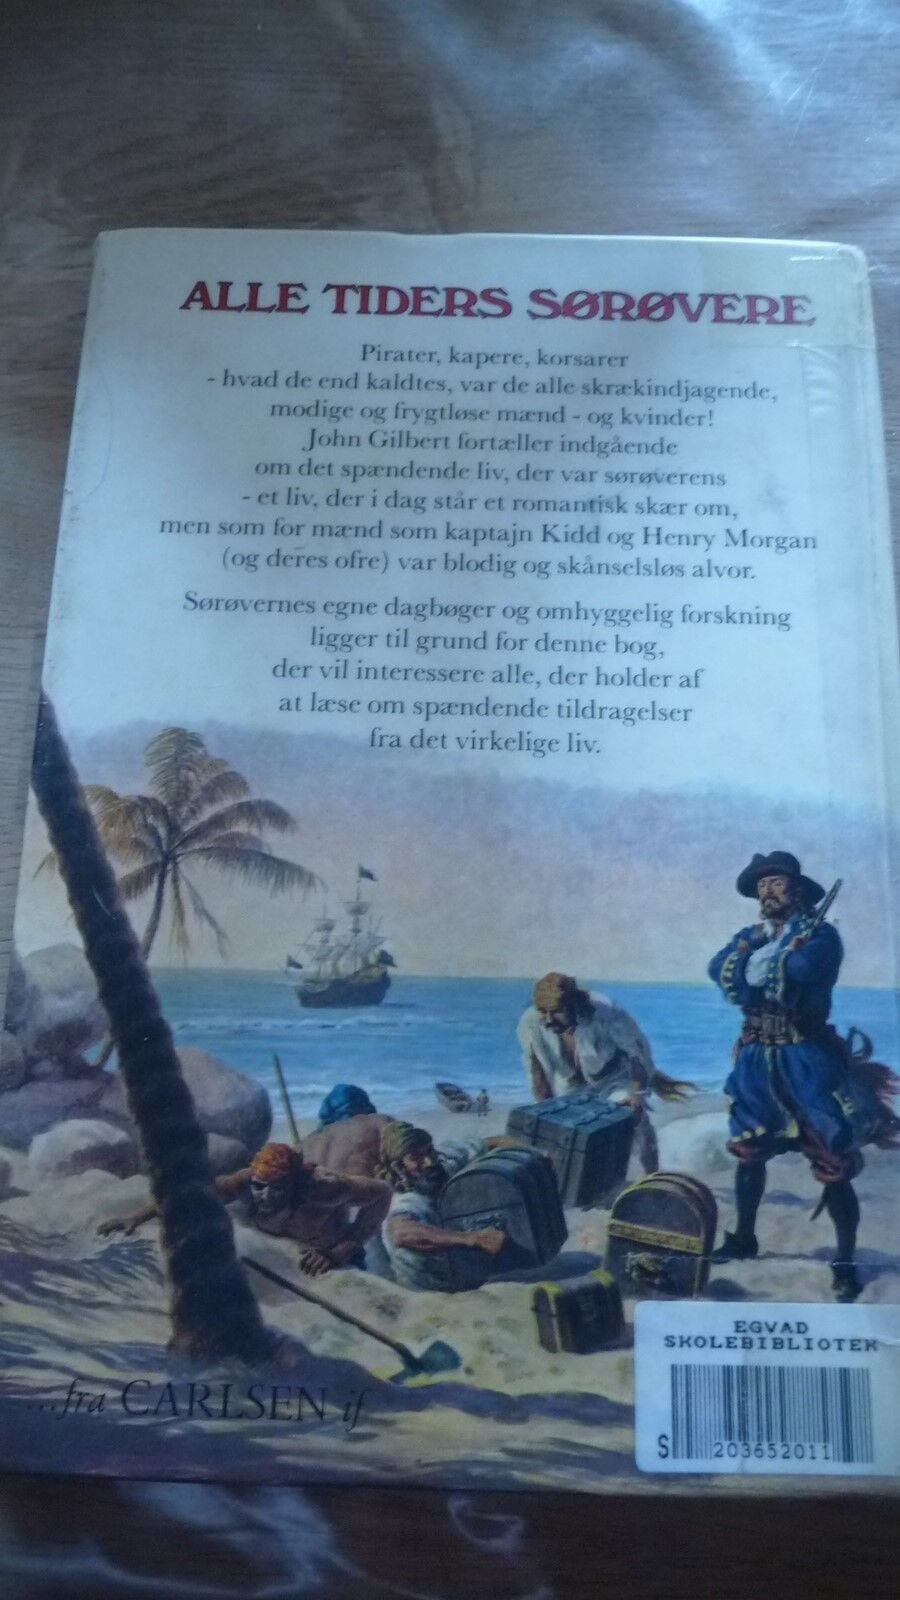 ALLE TIDERS SØRØVERE
Pirater, kapere, korsarer
- hvad de end kaldtes, var de alle skrækindjagende,
modige og frygtløse mænd - og kvinder!
John Gilbert fortæller indgående
om det spændende liv, der var sørøverens
- et liv, der i dag står et romantisk skær om,
men som for mænd som kaptajn Kidd og Henry Morgan
(og deres ofre) var blodig og skånselsløs alvor.
Sørøvernes egne dagbøger og omhyggelig forskning
ligger til grund for denne bog,
der vil interessere alle, der holder af
at læse om spændende tildragelser
fra det virkelige liv.
...fra CARLSEN if
EGVAD
SKOLEBIBLIOTEK
S 203652011